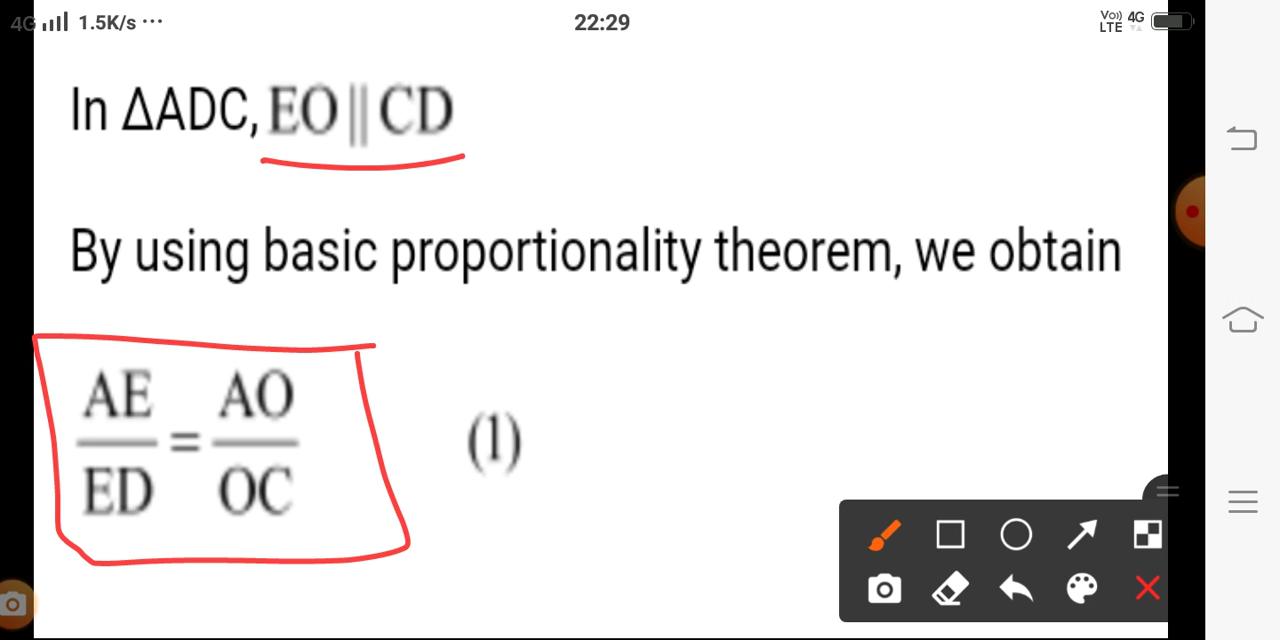 4G 1.5K/s ... 22:29 Vo)) LTE 4G
In ΔADC, EO || CD
By using basic proportionality theorem, we obtain
AE/ED = AO/OC (1)